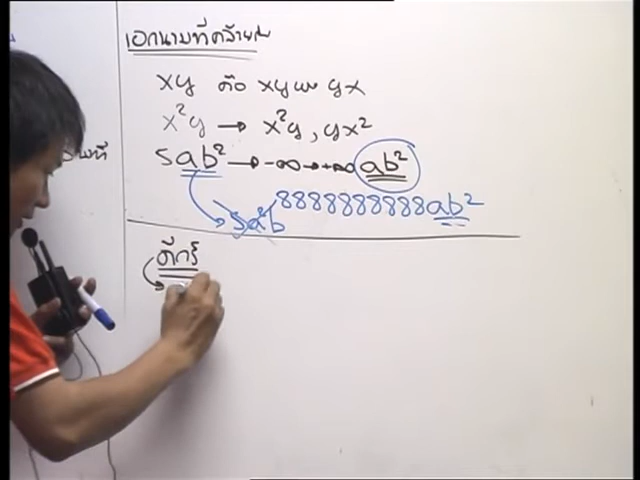 เอกนามที่คล้ายกัน
xy คือ xy และ yx
x²y → x²y , yx²
5ab² → -∞ → +∞ ab²
5a²b 8888888888ab²
ดีกรี